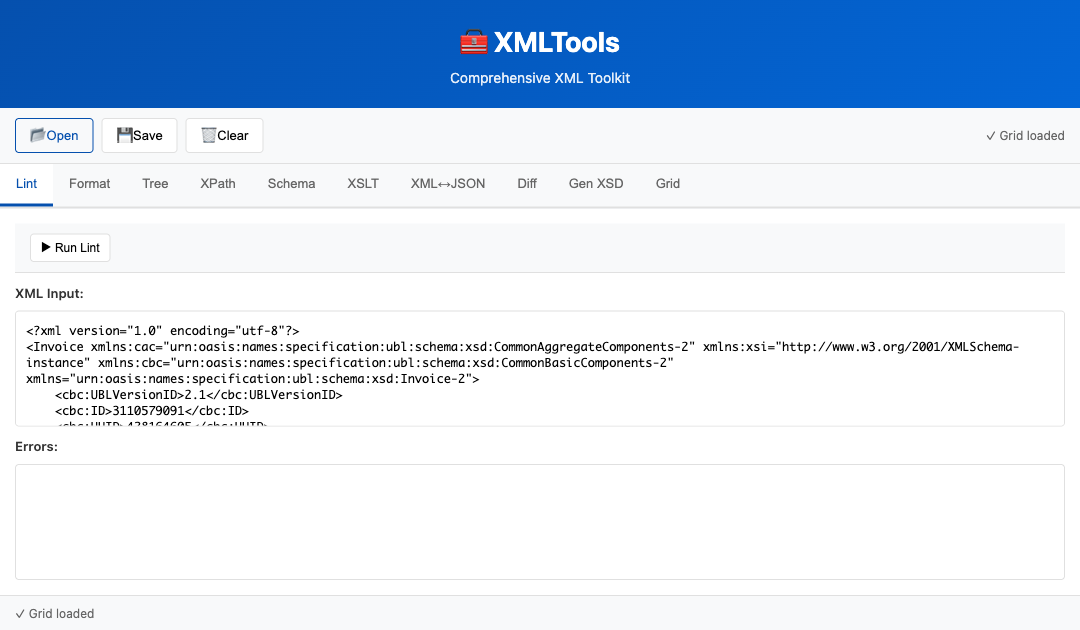 XMLTools
Comprehensive XML Toolkit
Open Save Clear ✓ Grid loaded
Lint Format Tree XPath Schema XSLT XML↔JSON Diff Gen XSD Grid
▶ Run Lint
XML Input:
<?xml version="1.0" encoding="utf-8"?>
<Invoice xmlns:cac="urn:oasis:names:specification:ubl:schema:xsd:CommonAggregateComponents-2" xmlns:xsi="http://www.w3.org/2001/XMLSchema-
instance" xmlns:cbc="urn:oasis:names:specification:ubl:schema:xsd:CommonBasicComponents-2"
xmlns="urn:oasis:names:specification:ubl:schema:xsd:Invoice-2">
<cbc:UBLVersionID>2.1</cbc:UBLVersionID>
<cbc:ID>3110579091</cbc:ID>
Errors:
✓ Grid loaded